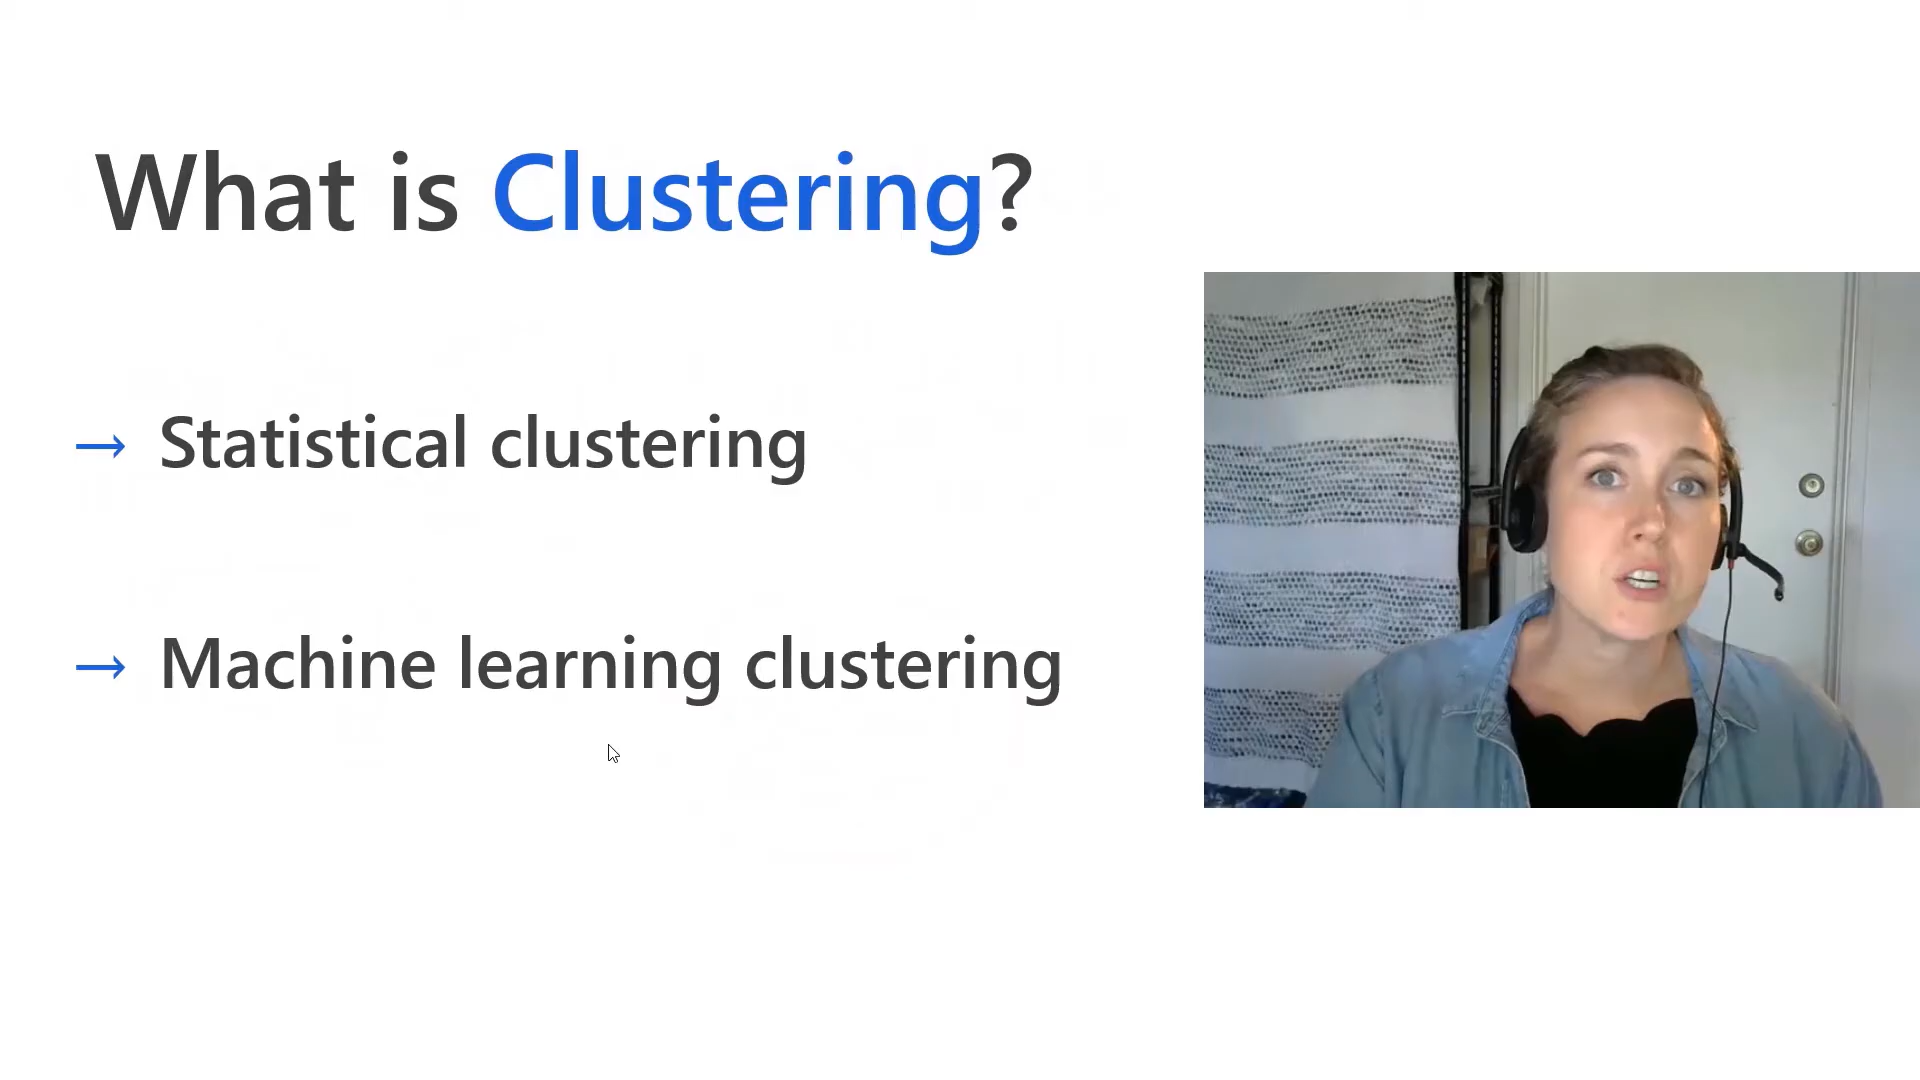 What is Clustering?
→ Statistical clustering
→ Machine learning clustering